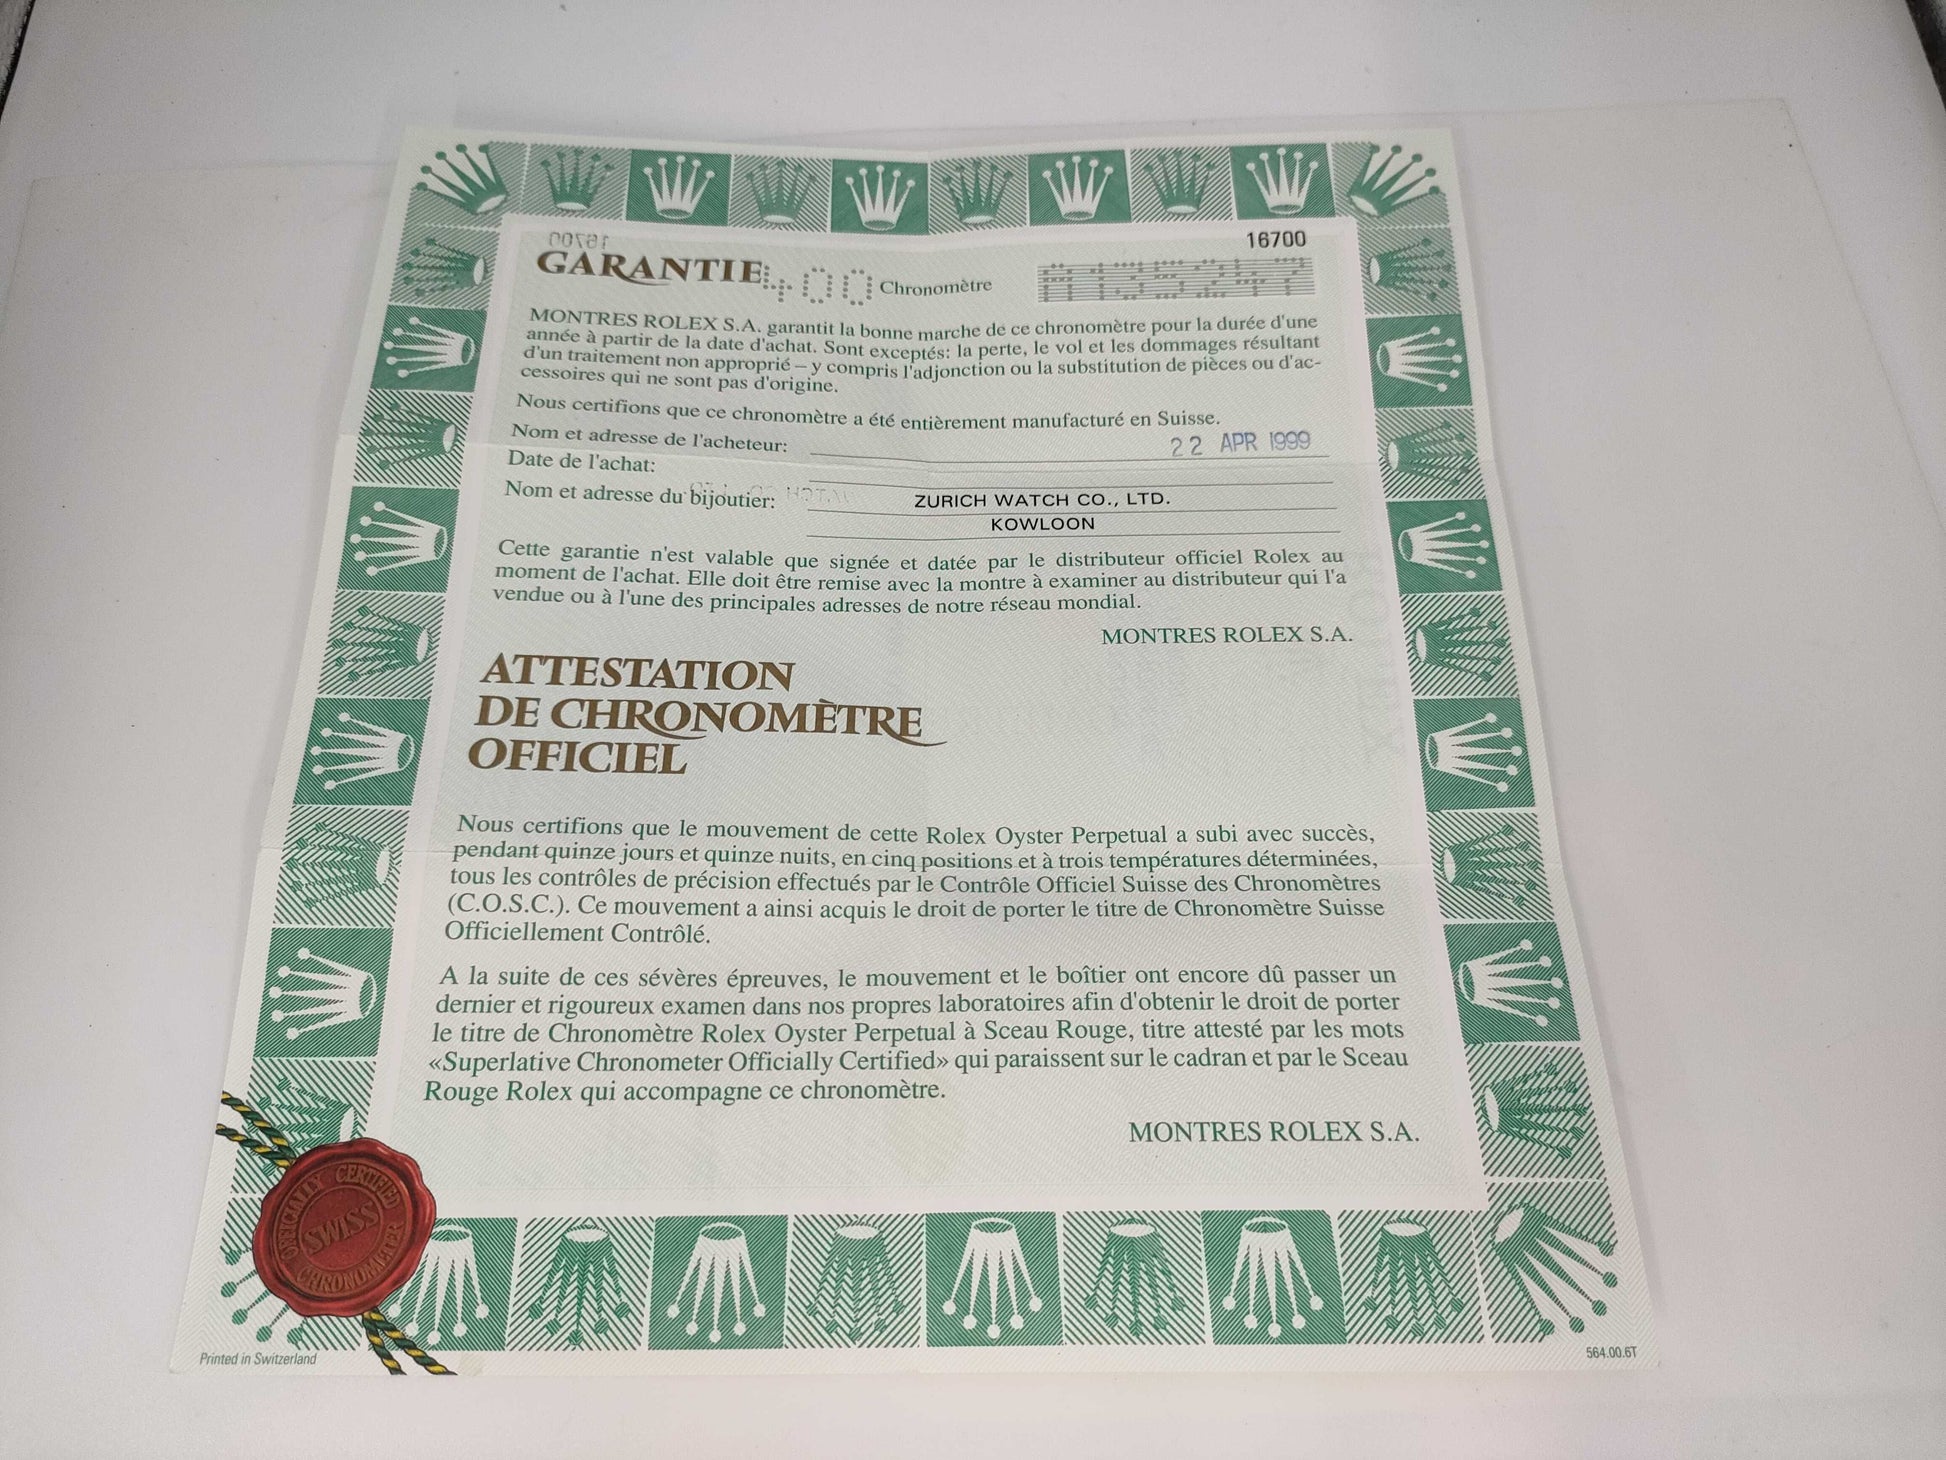 16700
GARANTIE 400 Chronomètre A135247
MONTRES ROLEX S.A. garantit la bonne marche de ce chronomètre pour la durée d'une
année à partir de la date d'achat. Sont exceptés: la perte, le vol et les dommages résultant
d'un traitement non approprié – y compris l'adjonction ou la substitution de pièces ou d'ac-
cessoires qui ne sont pas d'origine.
Nous certifions que ce chronomètre a été entièrement manufacturé en Suisse.
Nom et adresse de l'acheteur:
22 APR 1999
Date de l'achat:
Nom et adresse du bijoutier: ZURICH WATCH CO., LTD.
KOWLOON
Cette garantie n'est valable que signée et datée par le distributeur officiel Rolex au
moment de l'achat. Elle doit être remise avec la montre à examiner au distributeur qui l'a
vendue ou à l'une des principales adresses de notre réseau mondial.
MONTRES ROLEX S.A.
ATTESTATION
DE CHRONOMÈTRE
OFFICIEL
Nous certifions que le mouvement de cette Rolex Oyster Perpetual a subi avec succès,
pendant quinze jours et quinze nuits, en cinq positions et à trois températures déterminées,
tous les contrôles de précision effectués par le Contrôle Officiel Suisse des Chronomètres
(C.O.S.C.). Ce mouvement a ainsi acquis le droit de porter le titre de Chronomètre Suisse
Officiellement Contrôlé.
A la suite de ces sévères épreuves, le mouvement et le boîtier ont encore dû passer un
dernier et rigoureux examen dans nos propres laboratoires afin d'obtenir le droit de porter
le titre de Chronomètre Rolex Oyster Perpetual à Sceau Rouge, titre attesté par les mots
«Superlative Chronometer Officially Certified» qui paraissent sur le cadran et par le Sceau
Rouge Rolex qui accompagne ce chronomètre.
MONTRES ROLEX S.A.
OFFICIALLY CERTIFIED
SWISS
CHRONOMETER
Printed in Switzerland
564.00.6T